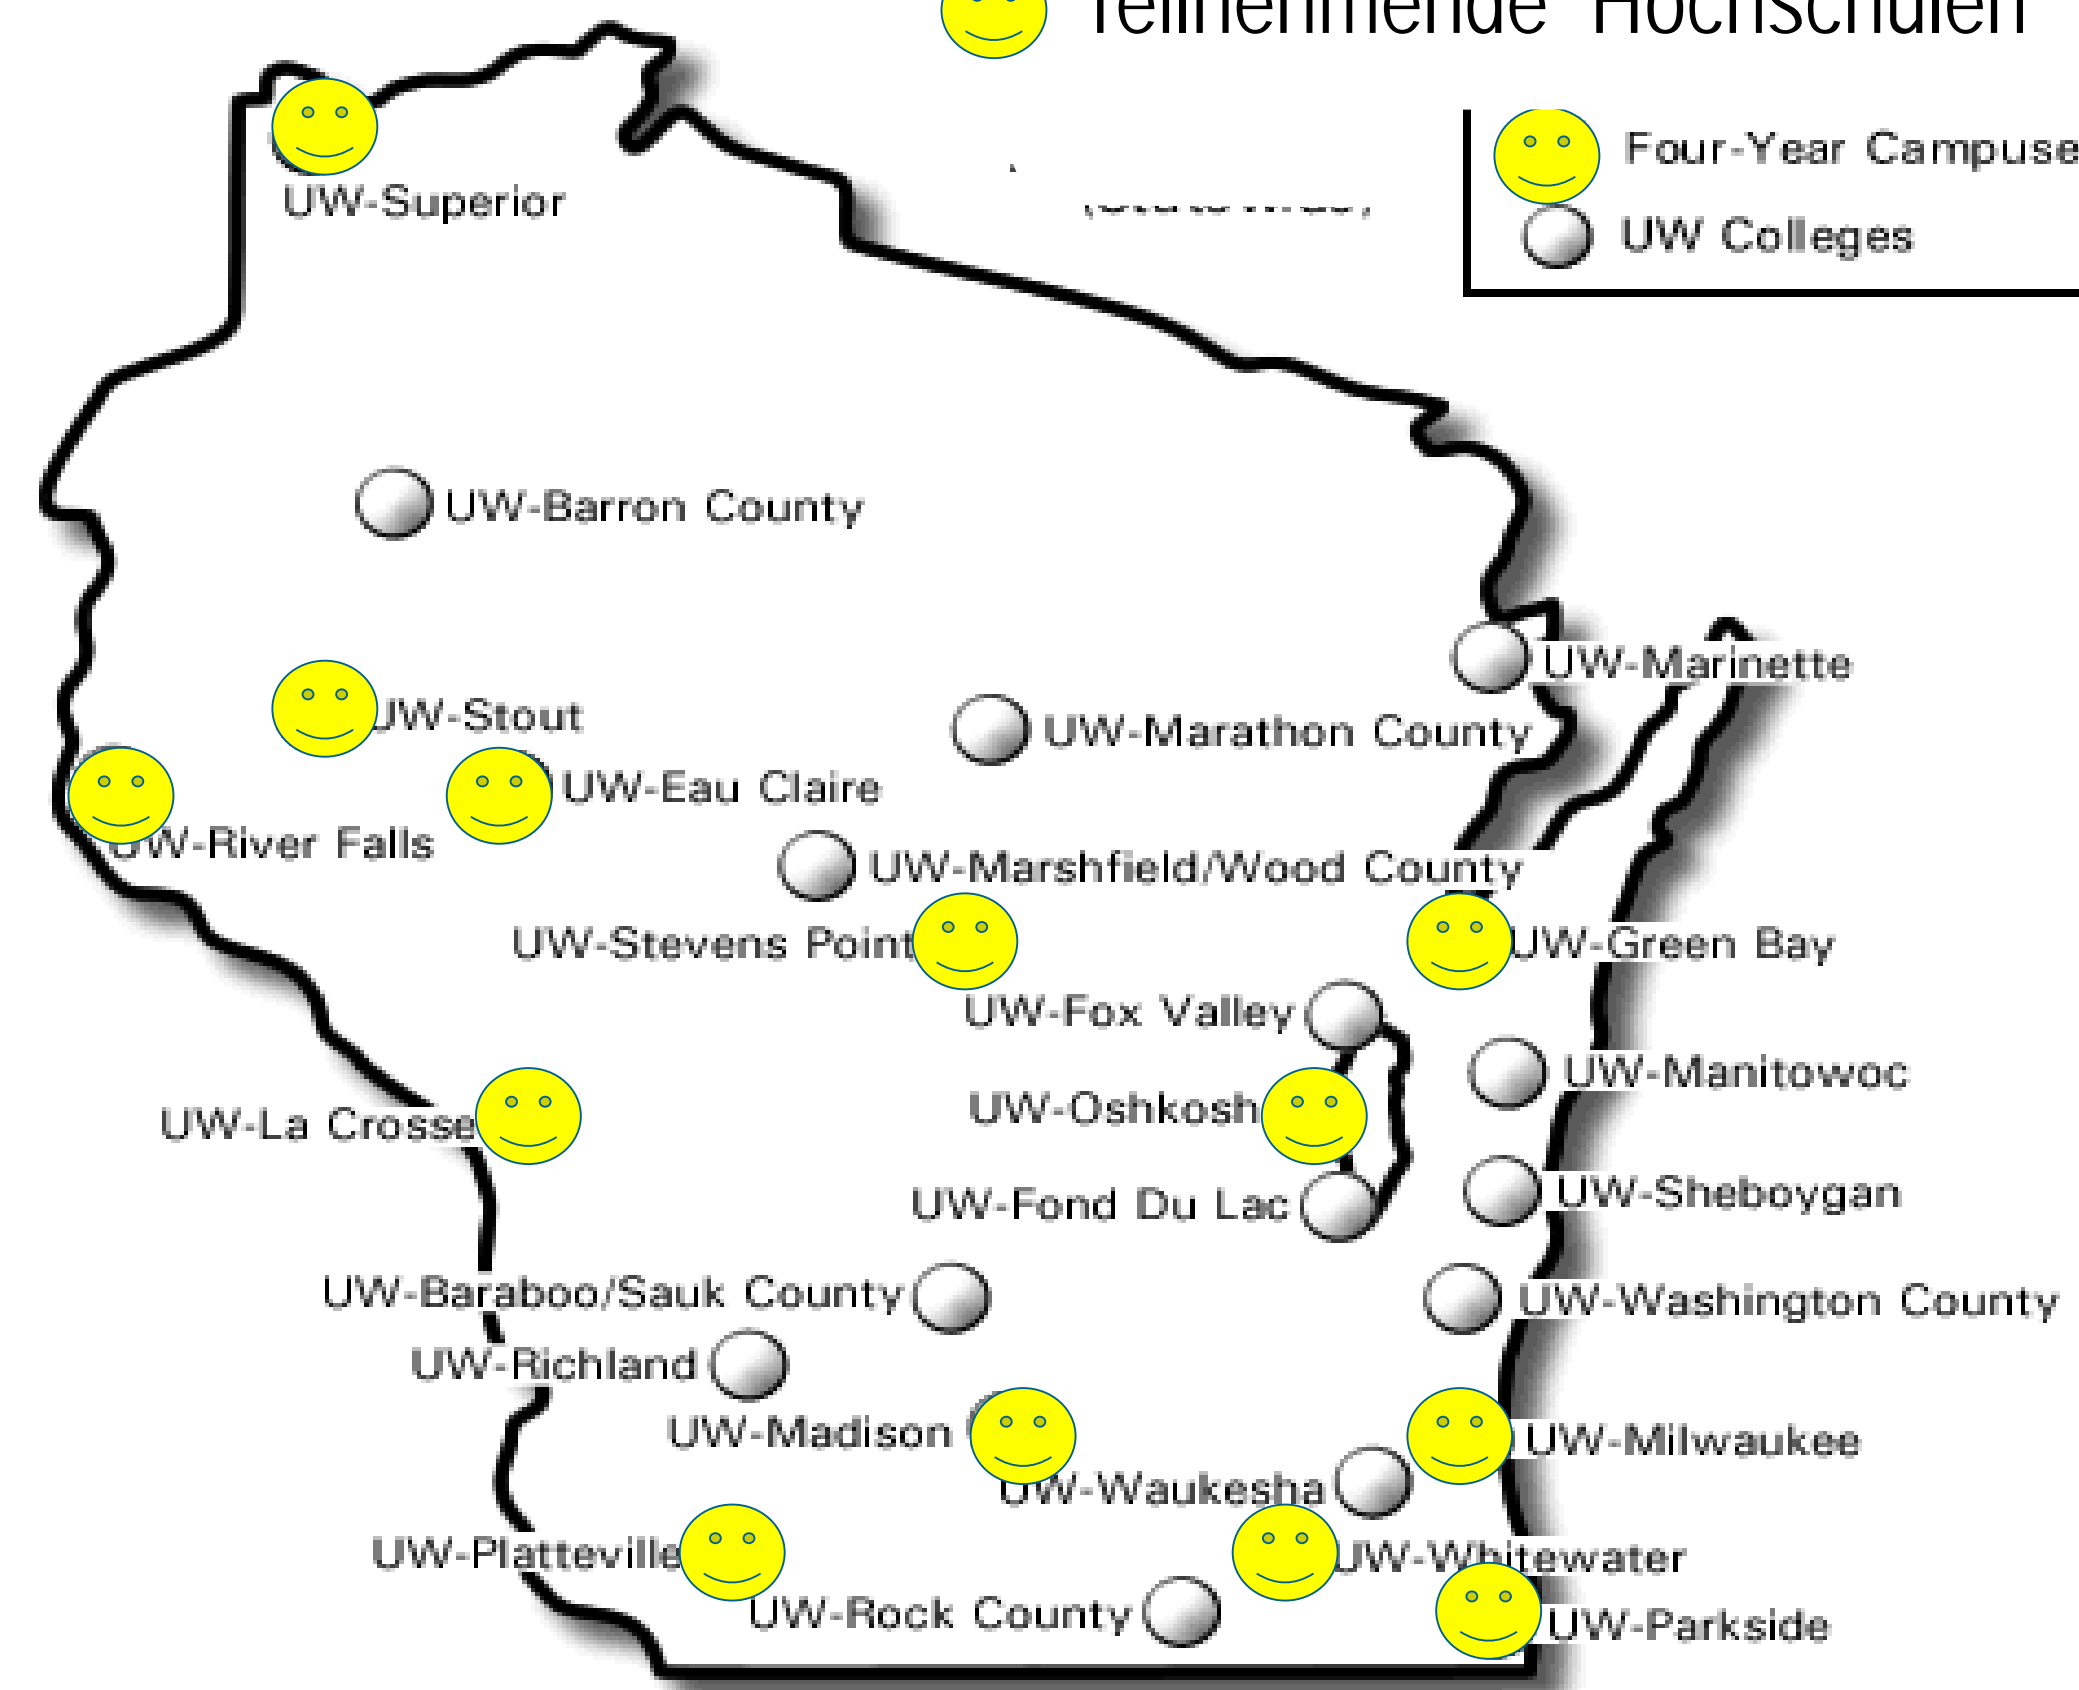 Teilnehmende Hochschulen
Four-Year Campuse
UW Colleges
UW-Superior
UW-Barron County
UW-Marinette
UW-Stout
UW-Marathon County
UW-Eau Claire
UW-River Falls
UW-Marshfield/Wood County
UW-Stevens Point
UW-Green Bay
UW-Fox Valley
UW-Manitowoc
UW-Oshkosh
UW-La Crosse
UW-Sheboygan
UW-Fond Du Lac
UW-Baraboo/Sauk County
UW-Washington County
UW-Richland
UW-Madison
UW-Milwaukee
UW-Waukesha
UW-Platteville
UW-Whitewater
UW-Rock County
UW-Parkside